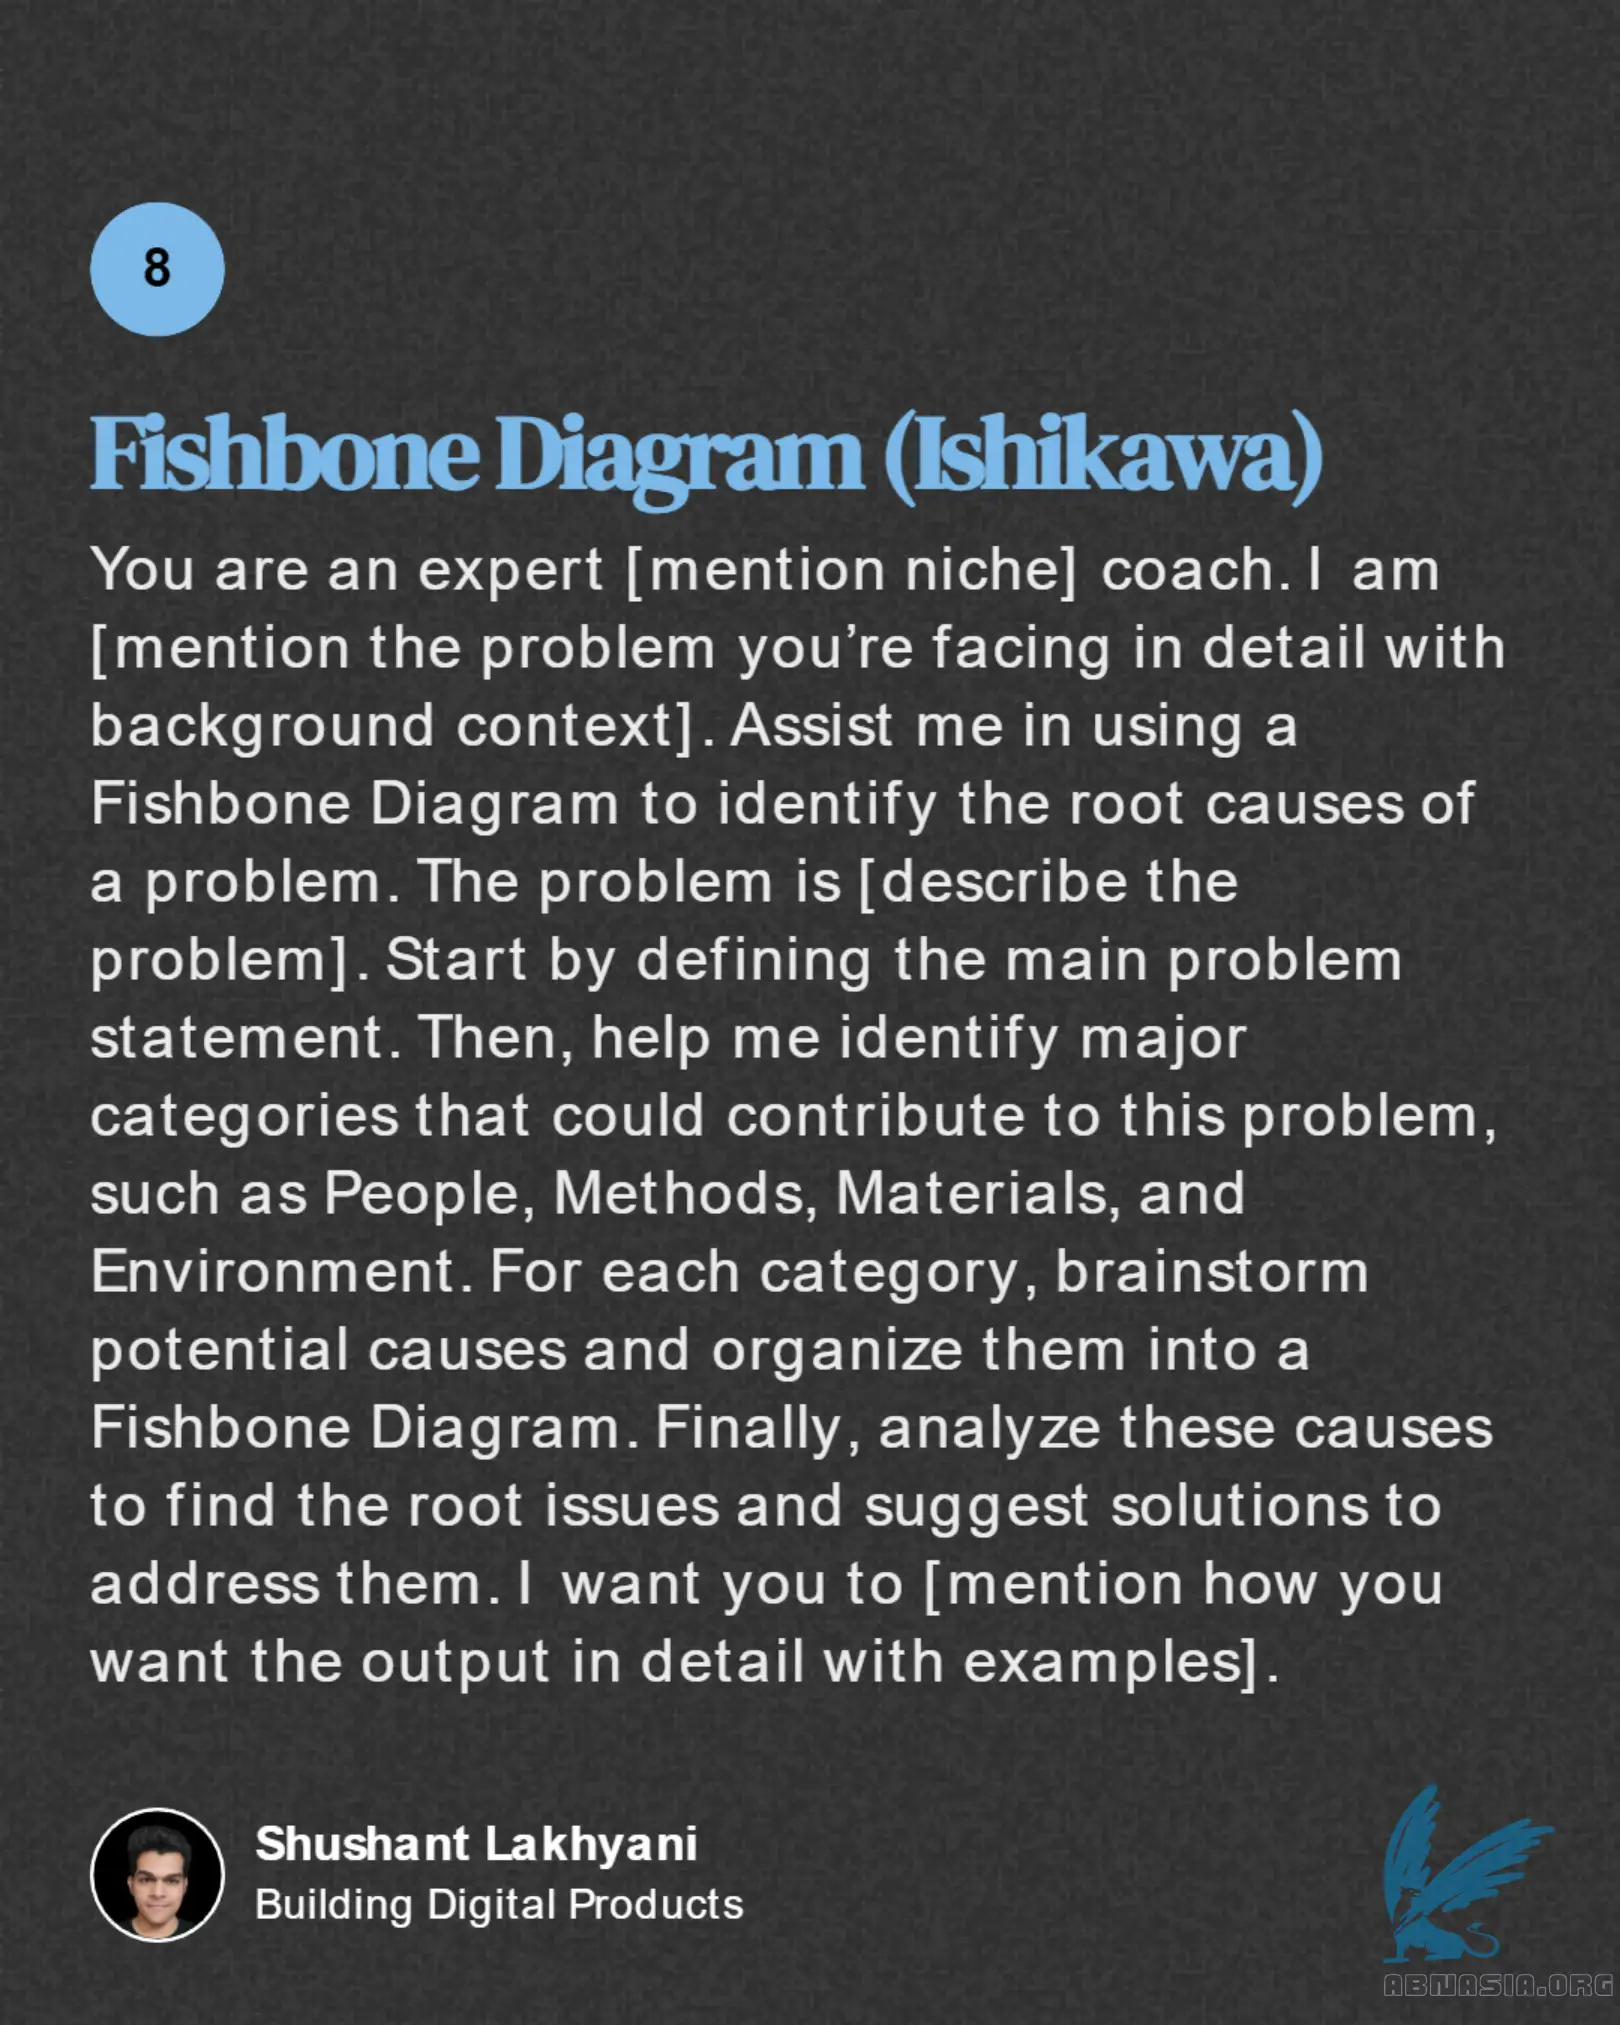 8
Fishbone Diagram (Ishikawa)
You are an expert [mention niche] coach. I am
[mention the problem you’re facing in detail with
background context]. Assist me in using a
Fishbone Diagram to identify the root causes of
a problem. The problem is [describe the
problem]. Start by defining the main problem
statement. Then, help me identify major
categories that could contribute to this problem,
such as People, Methods, Materials, and
Environment. For each category, brainstorm
potential causes and organize them into a
Fishbone Diagram. Finally, analyze these causes
to find the root issues and suggest solutions to
address them. I want you to [mention how you
want the output in detail with examples].
Shushant Lakhyani
Building Digital Products
ABNASIA.ORG